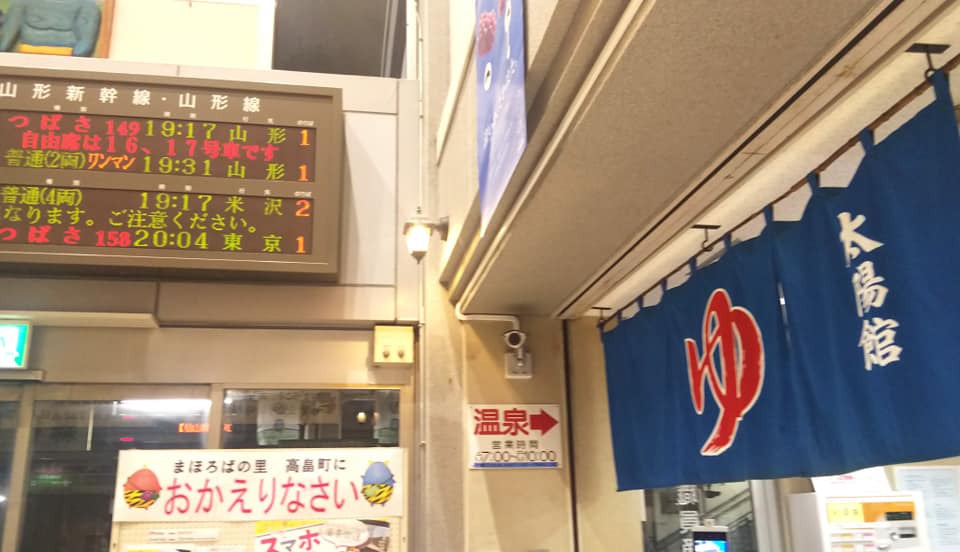 山形新幹線・山形線
つばさ 149 19:17 山形 1
自由席は16、17号車です
普通(2両) ワンマン 19:31 山形 1
普通(4両) 19:17 米沢 2
なります。ご注意ください。
つばさ 158 20:04 東京 1
太陽館
ゆ
温泉
営業時間
7:00~10:00
まほろばの里 高畠町に
おかえりなさい
スマホ